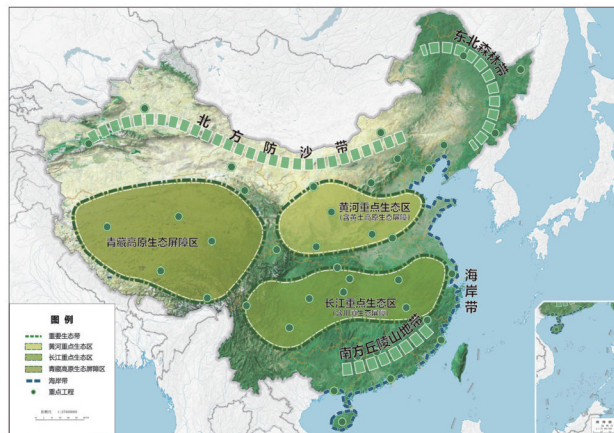 东北森林带
北方防沙带
黄河重点生态区
(含黄土高原生态屏障)
青藏高原生态屏障区
海岸带
长江重点生态区
(含川滇生态屏障)
南方丘陵山地带
图 例
重要生态带
黄河重点生态区
长江重点生态区
青藏高原生态屏障区
海岸带
重点工程